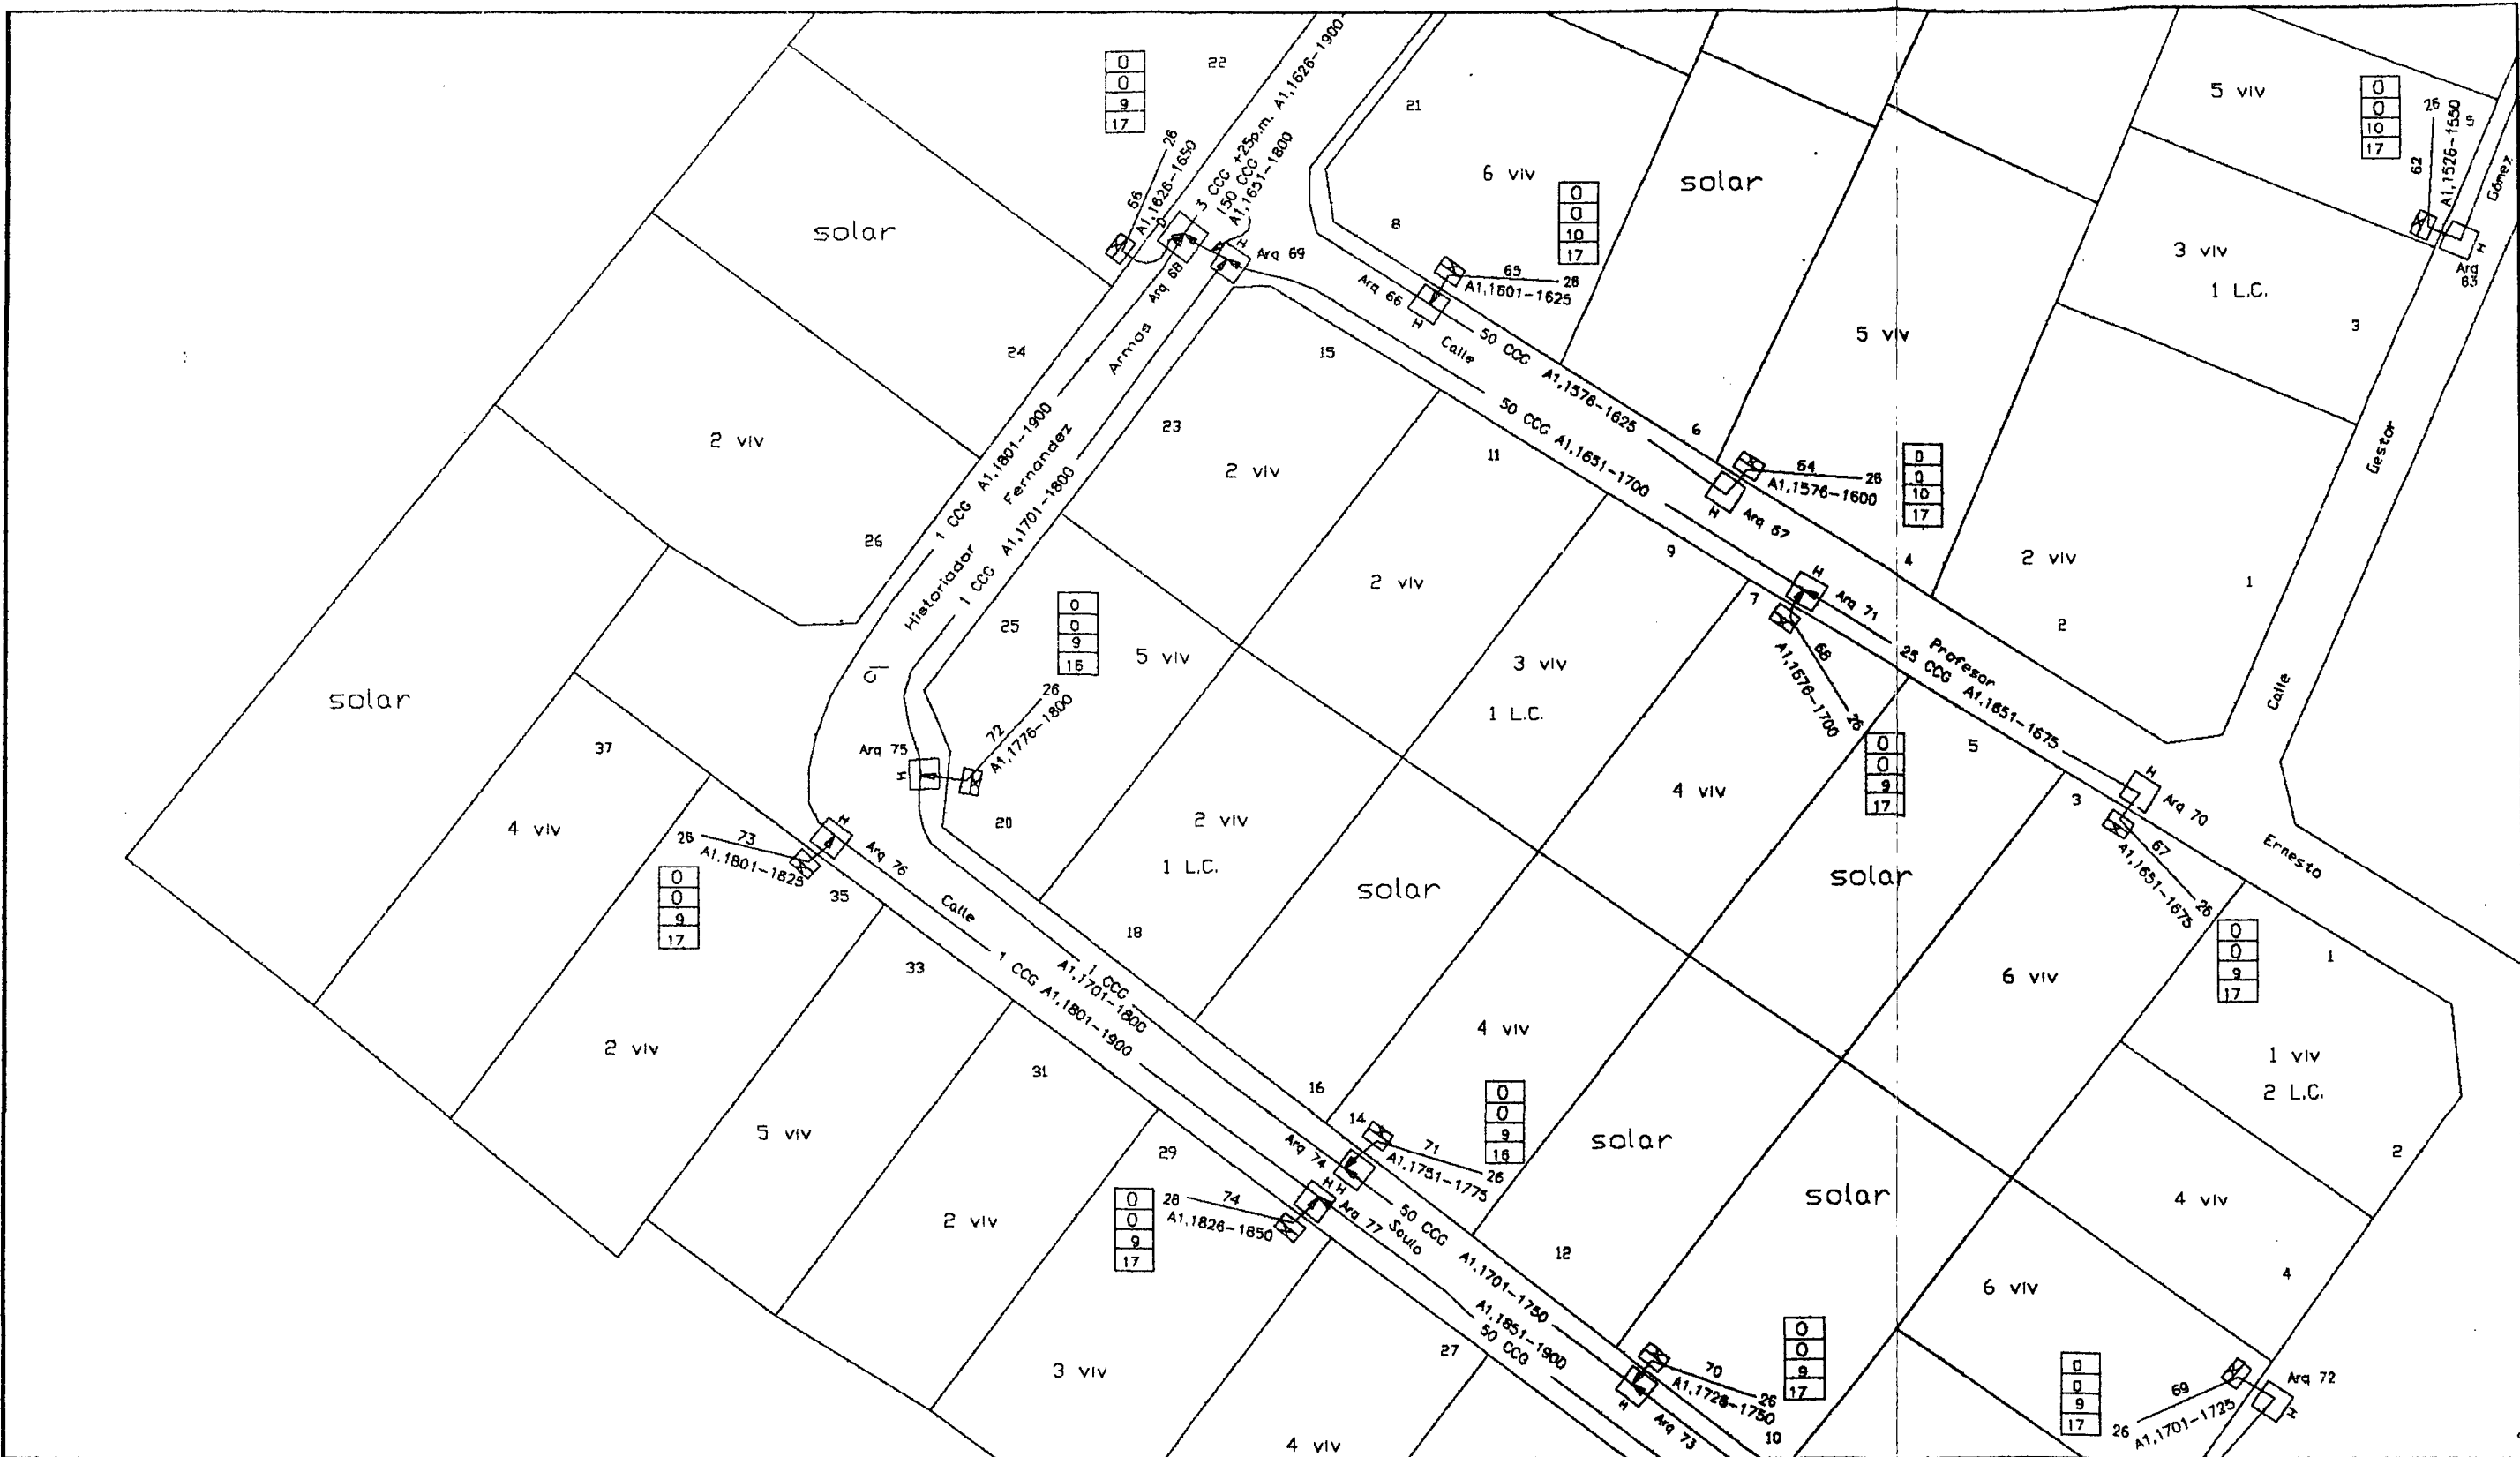 22
0
0
9
17
66
26
A1,1626-1650
3 CCG +25p.m. A1,1626-1900
150 CCG
A1,1651-1800
D
Arq 68
H
Arq 69
21
6 viv
8
0
0
10
17
solar
5 viv
0
0
10
17
26
62
A1,1526-1550
5
Gómez
H
Arq
63
3 viv
1 L.C.
3
solar
24
Armas
15
Arq 66
H
65
26
A1,1601-1625
Calle
50 CCG A1,1576-1625
50 CCG A1,1651-1700
5 viv
6
64
26
A1,1576-1600
0
0
10
17
H
Arq 67
Gestor
2 viv
26
1 CCG A1,1801-1900
Fernandez
Historiador
1 CCG A1,1701-1800
23
2 viv
11
9
2 viv
7
H
Arq 71
4
2 viv
1
2
Profesor
25 CCG A1,1651-1675
Calle
68
26
A1,1676-1700
0
0
9
17
25
0
0
9
16
5 viv
3 viv
1 L.C.
solar
37
4 viv
72
26
A1,1776-1800
Arq 75
H
5
3
H
Arq 70
Ernesto
4 viv
solar
67
26
A1,1651-1675
26
73
A1,1801-1825
H
Arq 76
35
20
2 viv
1 L.C.
solar
0
0
9
17
Calle
18
33
1 CCG
A1,1701-1800
1 CCG A1,1801-1900
6 viv
0
0
9
17
1
1 viv
2 L.C.
2 viv
31
4 viv
16
14
0
0
9
16
71
26
A1,1751-1775
5 viv
29
Arq 74
H H
solar
2
0
0
9
17
26
74
A1,1826-1850
Arq 77
Saulo
50 CCG A1,1701-1750
12
solar
4 viv
2 viv
4
6 viv
A1,1851-1900
50 CCG
27
3 viv
4 viv
70
26
A1,1726-1750
0
0
9
17
H
Arq 73
10
0
0
9
17
69
26
A1,1701-1725
Arq 72
H